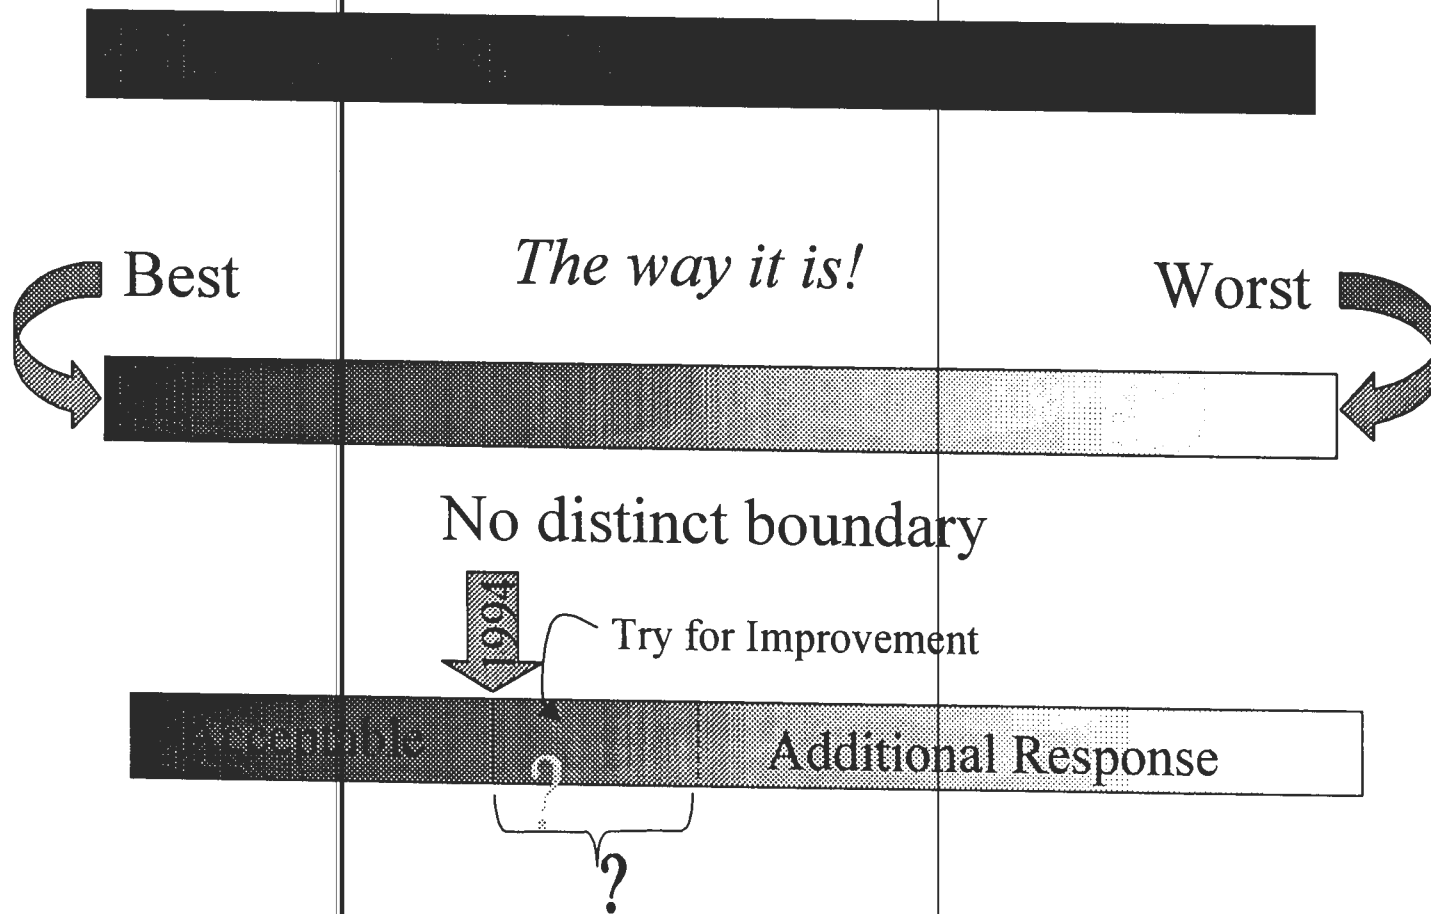 Best
The way it is!
Worst
No distinct boundary
1994
Try for Improvement
Acceptable
Additional Response
?
?